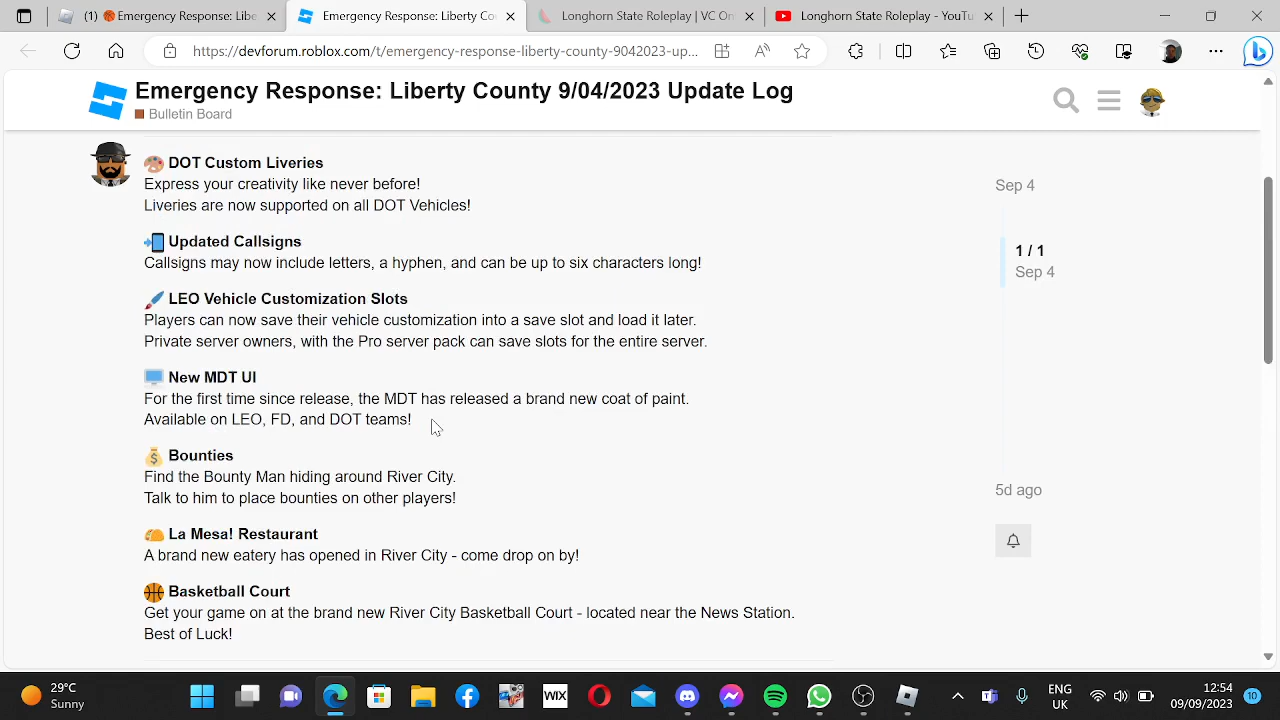 (1) 🏀 Emergency Response: Libe
Emergency Response: Liberty Co
Longhorn State Roleplay | VC On
Longhorn State Roleplay - YouTu
https://devforum.roblox.com/t/emergency-response-liberty-county-9042023-up...
Emergency Response: Liberty County 9/04/2023 Update Log
Bulletin Board
DOT Custom Liveries
Express your creativity like never before!
Liveries are now supported on all DOT Vehicles!
Updated Callsigns
Callsigns may now include letters, a hyphen, and can be up to six characters long!
LEO Vehicle Customization Slots
Players can now save their vehicle customization into a save slot and load it later.
Private server owners, with the Pro server pack can save slots for the entire server.
New MDT UI
For the first time since release, the MDT has released a brand new coat of paint.
Available on LEO, FD, and DOT teams!
Bounties
Find the Bounty Man hiding around River City.
Talk to him to place bounties on other players!
La Mesa! Restaurant
A brand new eatery has opened in River City - come drop on by!
Basketball Court
Get your game on at the brand new River City Basketball Court - located near the News Station.
Best of Luck!
Sep 4
1 / 1
Sep 4
5d ago
29°C
Sunny
WIX
ENG
UK
12:54
09/09/2023
10